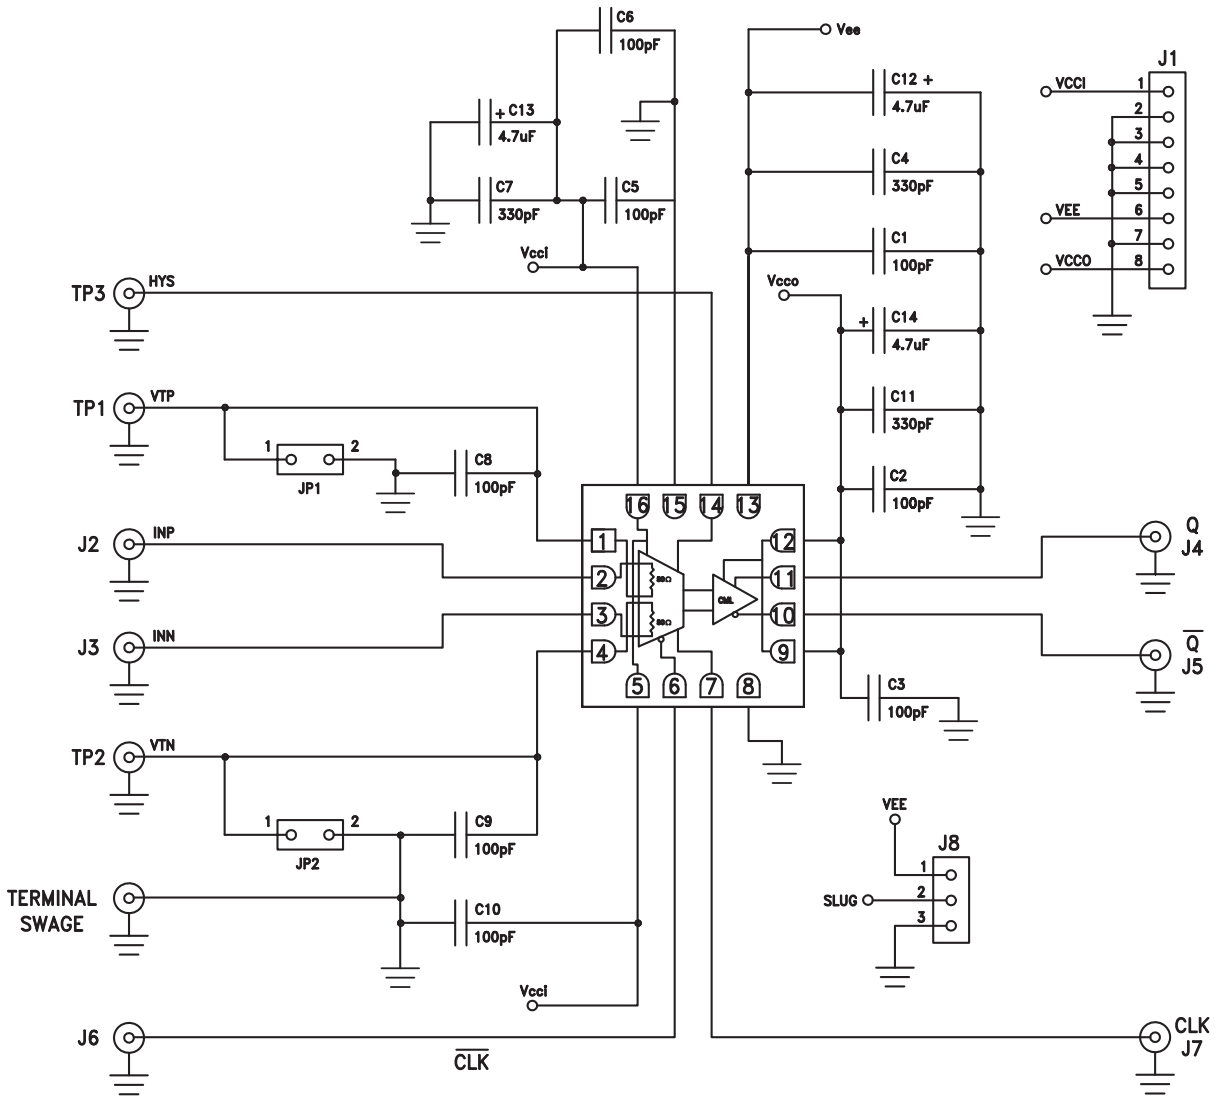 C6
100pF
Vee
J1
C12 +
4.7uF
VCCI
1
2
3
4
5
6
7
8
VEE
VCCO
+ C13
4.7uF
C4
330pF
C7
330pF
C5
100pF
C1
100pF
Vcci
Vcco
TP3
HYS
+
C14
4.7uF
TP1
VTP
C11
330pF
1
2
JP1
C8
100pF
C2
100pF
16
15
14
13
J2
INP
1
12
Q
J4
2
11
CML
3
10
J3
INN
4
9
Q
J5
5
6
7
8
C3
100pF
TP2
VTN
1
2
JP2
C9
100pF
VEE
J8
1
SLUG
2
3
TERMINAL
SWAGE
C10
100pF
Vcci
J6
CLK
CLK
J7